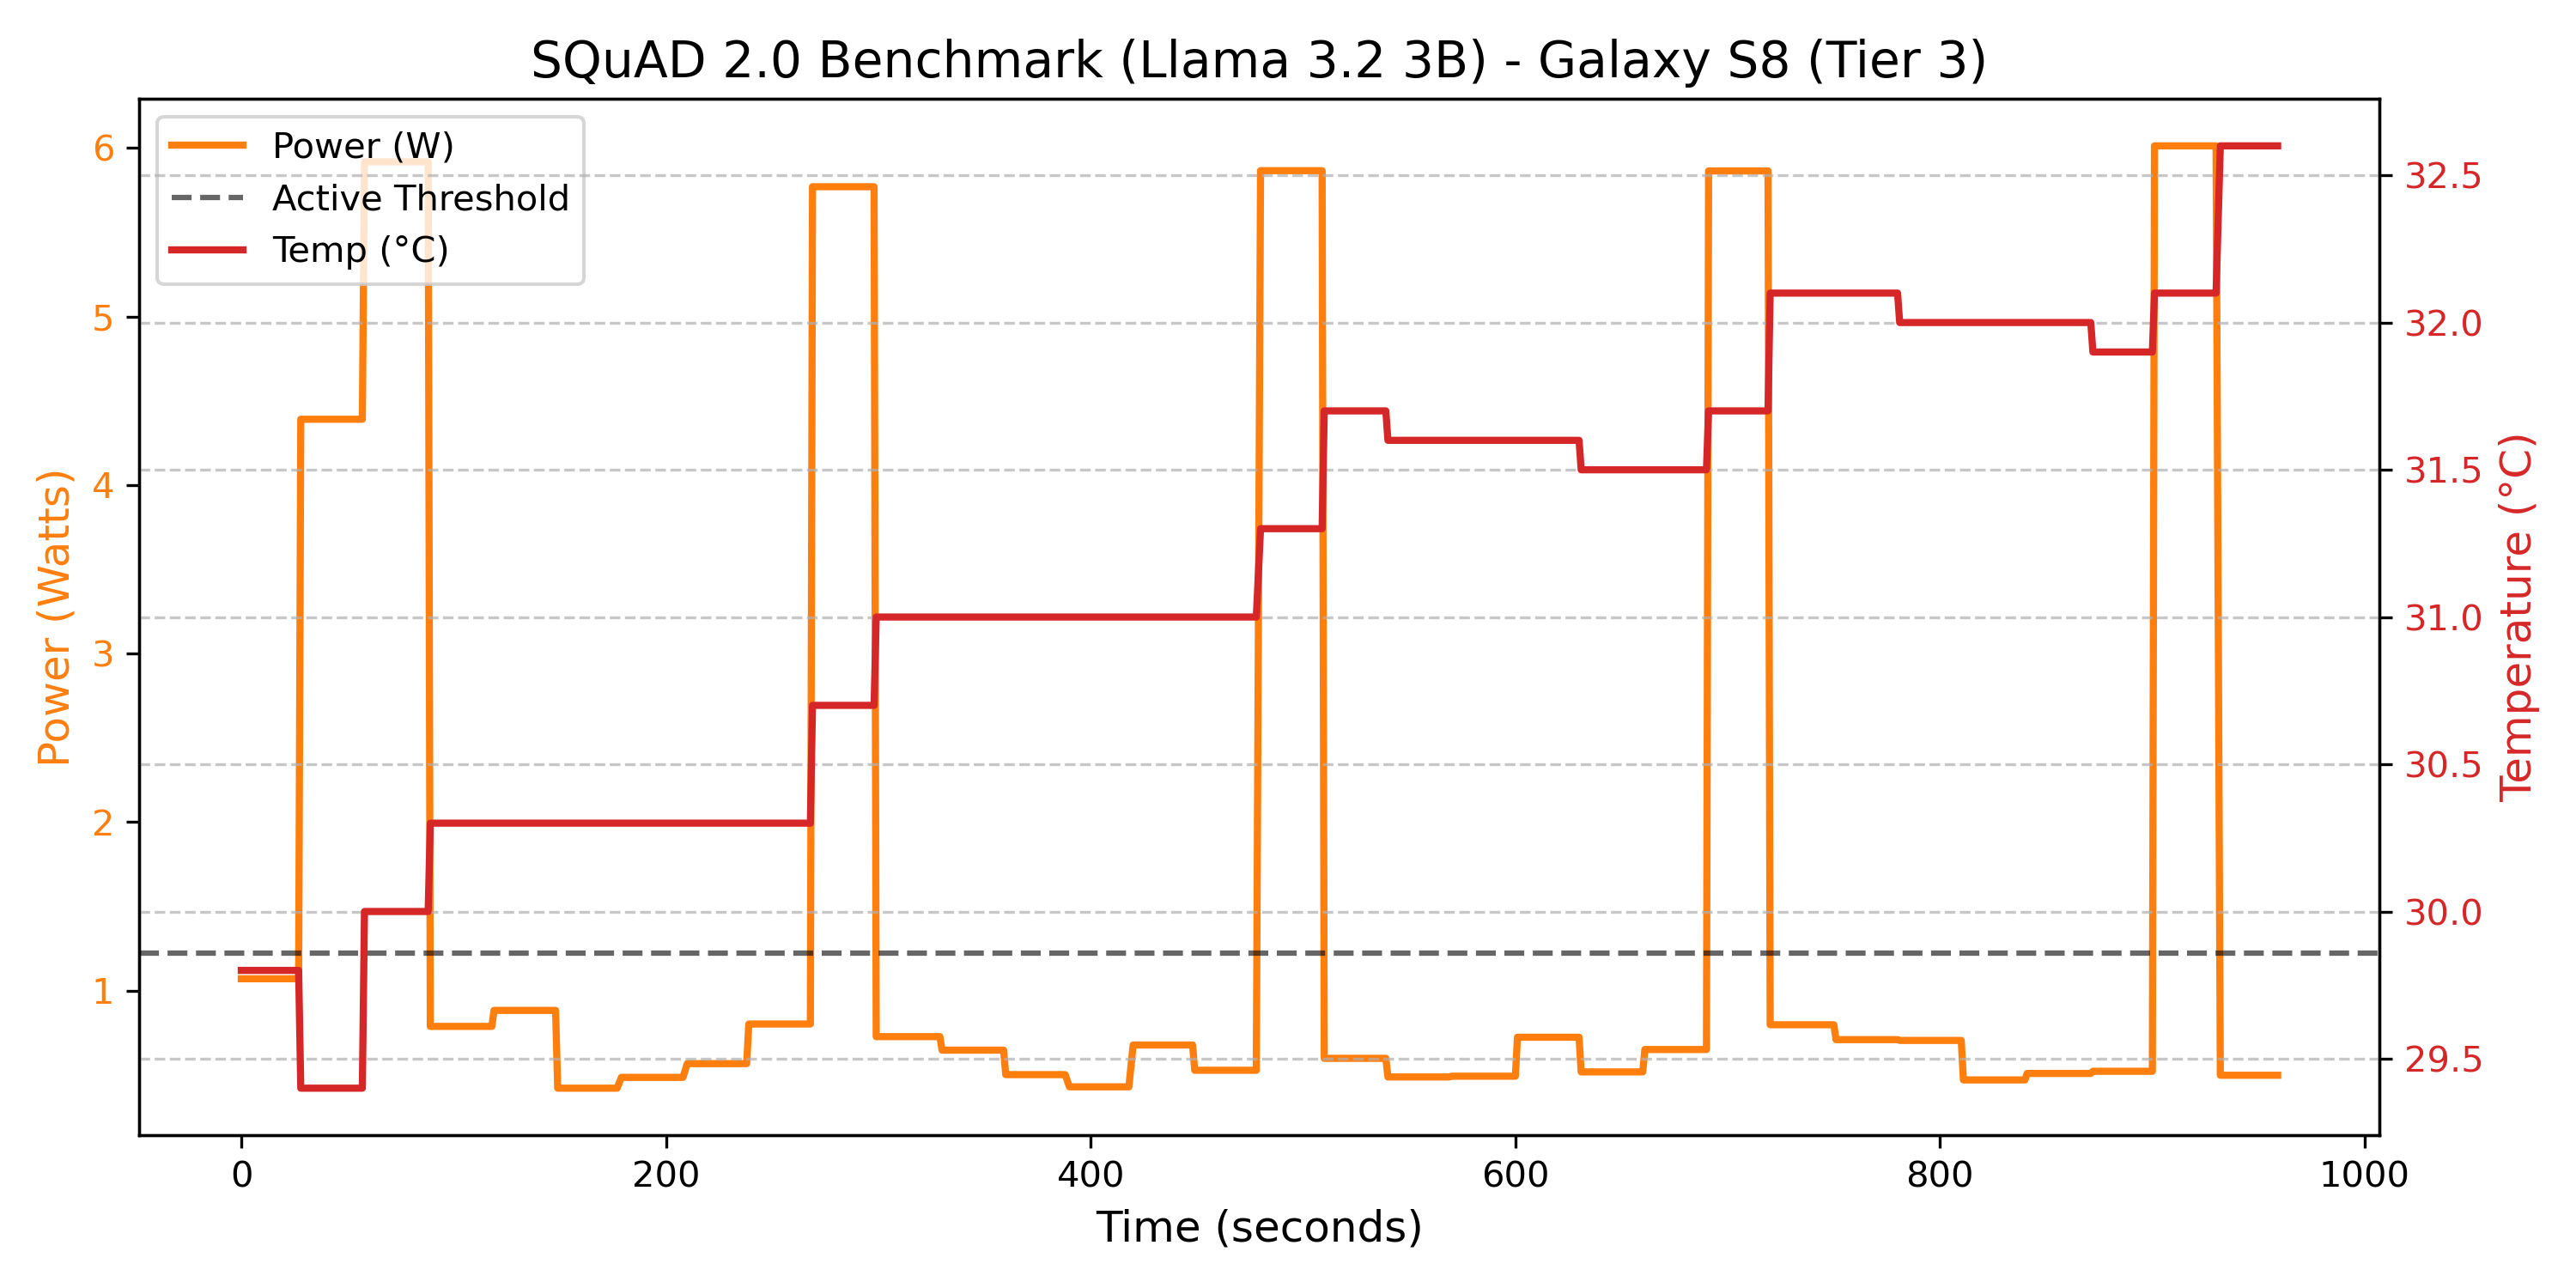 SQuAD 2.0 Benchmark (Llama 3.2 3B) - Galaxy S8 (Tier 3)
Power (W)
Active Threshold
Temp (°C)
6
5
4
3
2
1
Power (Watts)
32.5
32.0
31.5
31.0
30.5
30.0
29.5
Temperature (°C)
0 200 400 600 800 1000
Time (seconds)